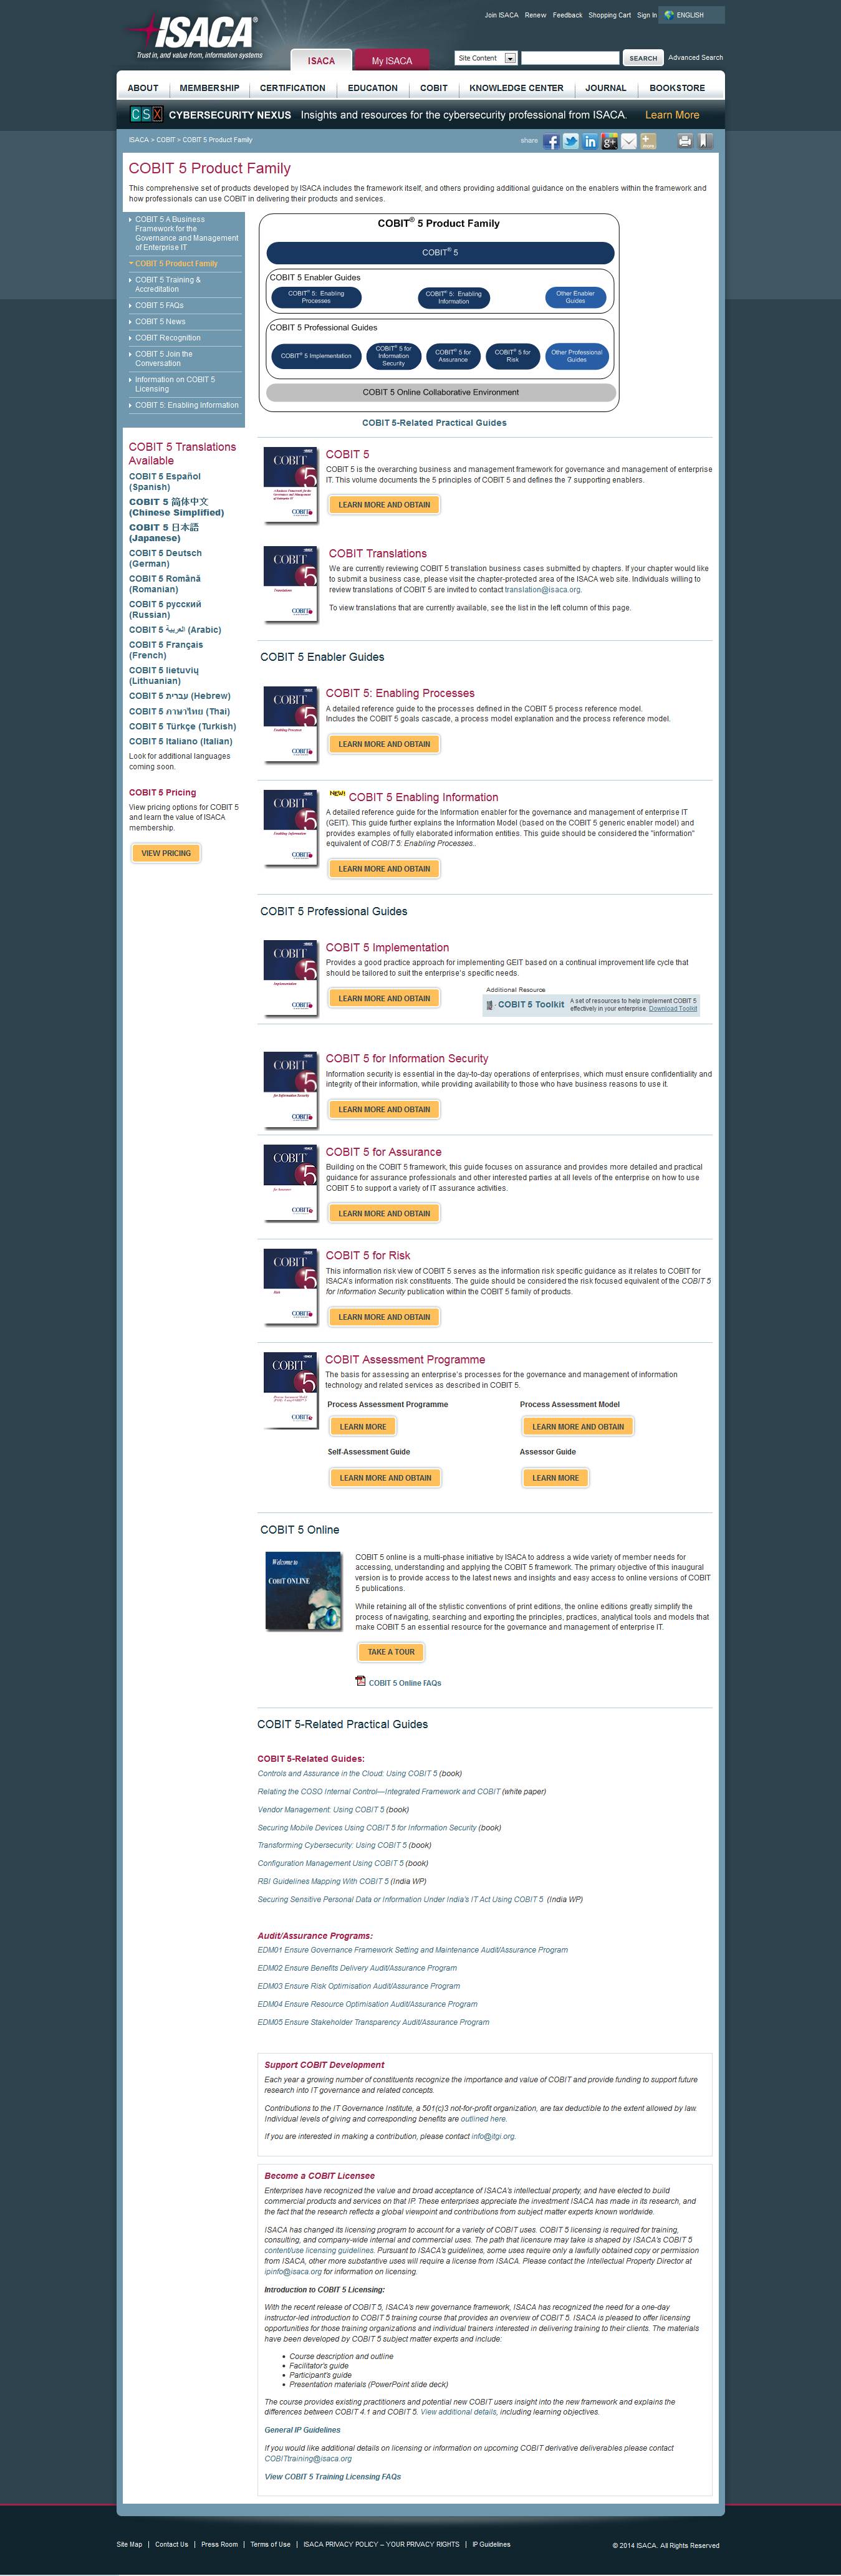 Join ISACA Renew Feedback Shopping Cart Sign In ENGLISH
ISACA®
Trust in, and value from, information systems
ISACA My ISACA Site Content SEARCH Advanced Search
ABOUT MEMBERSHIP CERTIFICATION EDUCATION COBIT KNOWLEDGE CENTER JOURNAL BOOKSTORE
CSX CYBERSECURITY NEXUS Insights and resources for the cybersecurity professional from ISACA. Learn More
ISACA > COBIT > COBIT 5 Product Family share
COBIT 5 Product Family
This comprehensive set of products developed by ISACA includes the framework itself, and others providing additional guidance on the enablers within the framework and
how professionals can use COBIT in delivering their products and services.
COBIT 5 A Business
Framework for the
Governance and Management
of Enterprise IT
COBIT 5 Product Family
COBIT 5 Training &
Accreditation
COBIT 5 FAQs
COBIT 5 News
COBIT Recognition
COBIT 5 Join the
Conversation
Information on COBIT 5
Licensing
COBIT 5: Enabling Information
COBIT 5 Translations
Available
COBIT 5 Español
(Spanish)
COBIT 5 简体中文
(Chinese Simplified)
COBIT 5 日本語
(Japanese)
COBIT 5 Deutsch
(German)
COBIT 5 Română
(Romanian)
COBIT 5 русский
(Russian)
COBIT 5 العربية (Arabic)
COBIT 5 Français
(French)
COBIT 5 lietuvių
(Lithuanian)
COBIT 5 עברית (Hebrew)
COBIT 5 ภาษาไทย (Thai)
COBIT 5 Türkçe (Turkish)
COBIT 5 Italiano (Italian)
Look for additional languages
coming soon.
COBIT 5 Pricing
View pricing options for COBIT 5
and learn the value of ISACA
membership.
VIEW PRICING
COBIT® 5 Product Family
COBIT® 5
COBIT 5 Enabler Guides
COBIT® 5: Enabling
Processes
COBIT® 5: Enabling
Information
Other Enabler
Guides
COBIT 5 Professional Guides
COBIT® 5 Implementation
COBIT® 5 for
Information
Security
COBIT® 5 for
Assurance
COBIT® 5 for
Risk
Other Professional
Guides
COBIT 5 Online Collaborative Environment
COBIT 5-Related Practical Guides
COBIT 5
COBIT 5
COBIT 5 is the overarching business and management framework for governance and management of enterprise
IT. This volume documents the 5 principles of COBIT 5 and defines the 7 supporting enablers.
LEARN MORE AND OBTAIN
COBIT 5
COBIT Translations
We are currently reviewing COBIT 5 translation business cases submitted by chapters. If your chapter would like
to submit a business case, please visit the chapter-protected area of the ISACA web site. Individuals willing to
review translations of COBIT 5 are invited to contact translation@isaca.org.
To view translations that are currently available, see the list in the left column of this page.
COBIT 5 Enabler Guides
COBIT 5
COBIT 5: Enabling Processes
A detailed reference guide to the processes defined in the COBIT 5 process reference model.
Includes the COBIT 5 goals cascade, a process model explanation and the process reference model.
LEARN MORE AND OBTAIN
COBIT 5
NEW! COBIT 5 Enabling Information
A detailed reference guide for the Information enabler for the governance and management of enterprise IT
(GEIT). This guide further explains the Information Model (based on the COBIT 5 generic enabler model) and
provides examples of fully elaborated information entities. This guide should be considered the "information"
equivalent of COBIT 5: Enabling Processes..
LEARN MORE AND OBTAIN
COBIT 5 Professional Guides
COBIT 5
COBIT 5 Implementation
Provides a good practice approach for implementing GEIT based on a continual improvement life cycle that
should be tailored to suit the enterprise's specific needs.
LEARN MORE AND OBTAIN
Additional Resource
COBIT 5 Toolkit A set of resources to help implement COBIT 5
effectively in your enterprise. Download Toolkit
COBIT 5
COBIT 5 for Information Security
Information security is essential in the day-to-day operations of enterprises, which must ensure confidentiality and
integrity of their information, while providing availability to those who have business reasons to use it.
LEARN MORE AND OBTAIN
COBIT 5
COBIT 5 for Assurance
Building on the COBIT 5 framework, this guide focuses on assurance and provides more detailed and practical
guidance for assurance professionals and other interested parties at all levels of the enterprise on how to use
COBIT 5 to support a variety of IT assurance activities.
LEARN MORE AND OBTAIN
COBIT 5
COBIT 5 for Risk
This information risk view of COBIT 5 serves as the information risk specific guidance as it relates to COBIT for
ISACA's information risk constituents. The guide should be considered the risk focused equivalent of the COBIT 5
for Information Security publication within the COBIT 5 family of products.
LEARN MORE AND OBTAIN
COBIT 5
COBIT Assessment Programme
The basis for assessing an enterprise's processes for the governance and management of information
technology and related services as described in COBIT 5.
Process Assessment Programme Process Assessment Model
LEARN MORE LEARN MORE AND OBTAIN
Self-Assessment Guide Assessor Guide
LEARN MORE AND OBTAIN LEARN MORE
COBIT 5 Online
Welcome to
COBIT ONLINE
COBIT 5 online is a multi-phase initiative by ISACA to address a wide variety of member needs for
accessing, understanding and applying the COBIT 5 framework. The primary objective of this inaugural
version is to provide access to the latest news and insights and easy access to online versions of COBIT
5 publications.
While retaining all of the stylistic conventions of print editions, the online editions greatly simplify the
process of navigating, searching and exporting the principles, practices, analytical tools and models that
make COBIT 5 an essential resource for the governance and management of enterprise IT.
TAKE A TOUR
COBIT 5 Online FAQs
COBIT 5-Related Practical Guides
COBIT 5-Related Guides:
Controls and Assurance in the Cloud: Using COBIT 5 (book)
Relating the COSO Internal Control—Integrated Framework and COBIT (white paper)
Vendor Management: Using COBIT 5 (book)
Securing Mobile Devices Using COBIT 5 for Information Security (book)
Transforming Cybersecurity: Using COBIT 5 (book)
Configuration Management Using COBIT 5 (book)
RBI Guidelines Mapping With COBIT 5 (India WP)
Securing Sensitive Personal Data or Information Under India's IT Act Using COBIT 5 (India WP)
Audit/Assurance Programs:
EDM01 Ensure Governance Framework Setting and Maintenance Audit/Assurance Program
EDM02 Ensure Benefits Delivery Audit/Assurance Program
EDM03 Ensure Risk Optimisation Audit/Assurance Program
EDM04 Ensure Resource Optimisation Audit/Assurance Program
EDM05 Ensure Stakeholder Transparency Audit/Assurance Program
Support COBIT Development
Each year a growing number of constituents recognize the importance and value of COBIT and provide funding to support future
research into IT governance and related concepts.
Contributions to the IT Governance Institute, a 501(c)3 not-for-profit organization, are tax deductible to the extent allowed by law.
Individual levels of giving and corresponding benefits are outlined here.
If you are interested in making a contribution, please contact info@itgi.org.
Become a COBIT Licensee
Enterprises have recognized the value and broad acceptance of ISACA's intellectual property, and have elected to build
commercial products and services on that IP. These enterprises appreciate the investment ISACA has made in its research, and
the fact that the research reflects a global viewpoint and contributions from subject matter experts known worldwide.
ISACA has changed its licensing program to account for a variety of COBIT uses. COBIT 5 licensing is required for training,
consulting, and company-wide internal and commercial uses. The path that licensure may take is shaped by ISACA's COBIT 5
content/use licensing guidelines. Pursuant to ISACA's guidelines, some uses require only a lawfully obtained copy or permission
from ISACA, other more substantive uses will require a license from ISACA. Please contact the Intellectual Property Director at
ipinfo@isaca.org for information on licensing.
Introduction to COBIT 5 Licensing:
With the recent release of COBIT 5, ISACA's new governance framework, ISACA has recognized the need for a one-day
instructor-led introduction to COBIT 5 training course that provides an overview of COBIT 5. ISACA is pleased to offer licensing
opportunities for those training organizations and individual trainers interested in delivering training to their clients. The materials
have been developed by COBIT 5 subject matter experts and include:
• Course description and outline
• Facilitator's guide
• Participant's guide
• Presentation materials (PowerPoint slide deck)
The course provides existing practitioners and potential new COBIT users insight into the new framework and explains the
differences between COBIT 4.1 and COBIT 5. View additional details, including learning objectives.
General IP Guidelines
If you would like additional details on licensing or information on upcoming COBIT derivative deliverables please contact
COBITtraining@isaca.org
View COBIT 5 Training Licensing FAQs
Site Map | Contact Us | Press Room | Terms of Use | ISACA PRIVACY POLICY – YOUR PRIVACY RIGHTS | IP Guidelines
© 2014 ISACA. All Rights Reserved